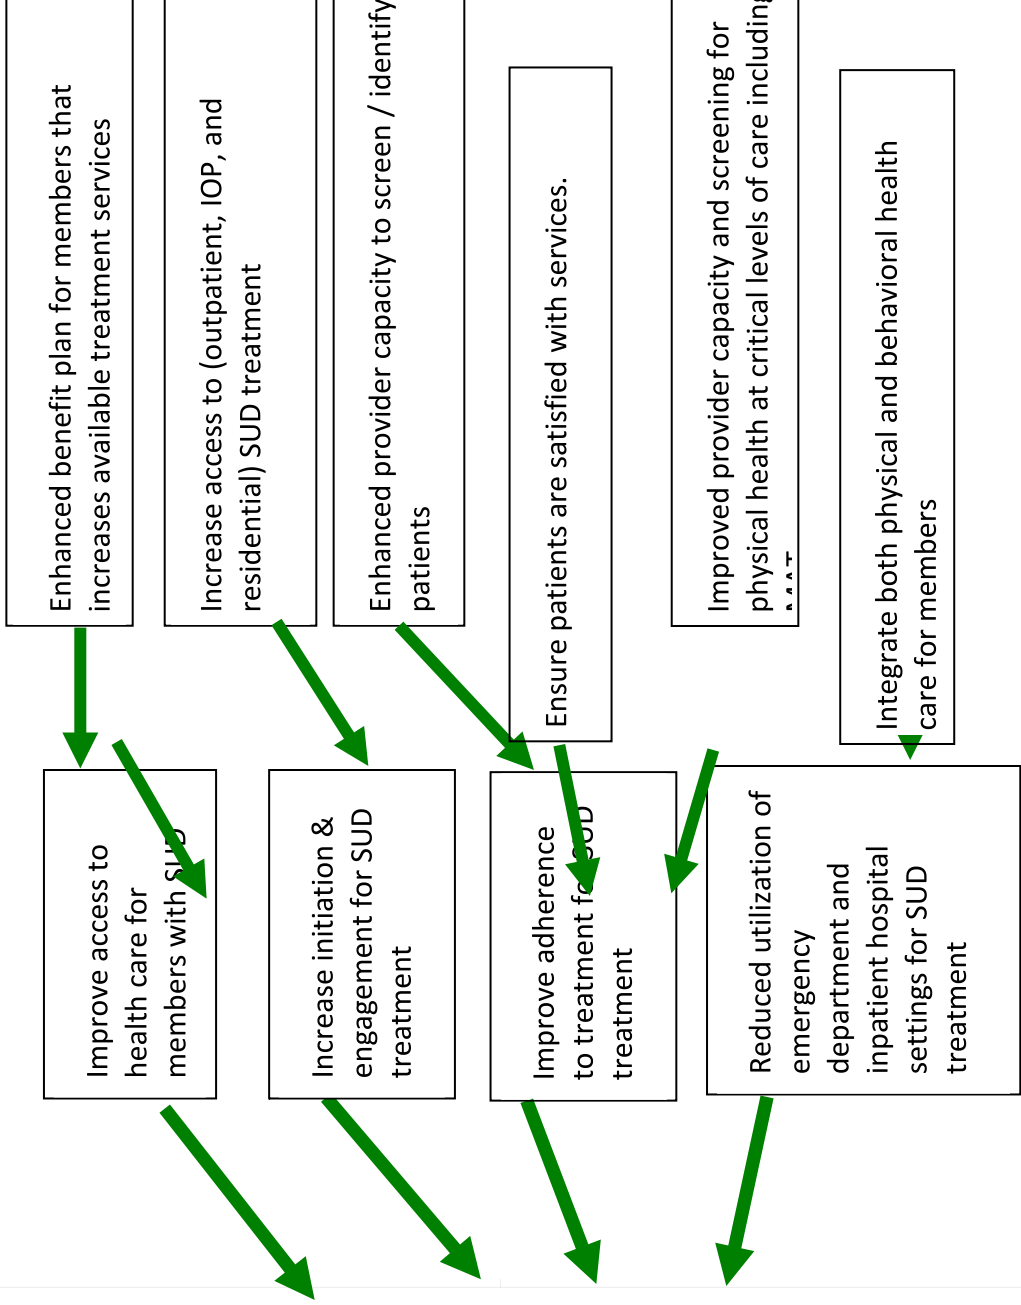 Enhanced benefit plan for members that
increases available treatment services
Increase access to (outpatient, IOP, and
residential) SUD treatment
Enhanced provider capacity to screen / identify
patients
Ensure patients are satisfied with services.
Improved provider capacity and screening for
physical health at critical levels of care including
MAT
Integrate both physical and behavioral health
care for members
Improve access to
health care for
members with SUD
Increase initiation &
engagement for SUD
treatment
Improve adherence
to treatment for SUD
treatment
Reduced utilization of
emergency
department and
inpatient hospital
settings for SUD
treatment